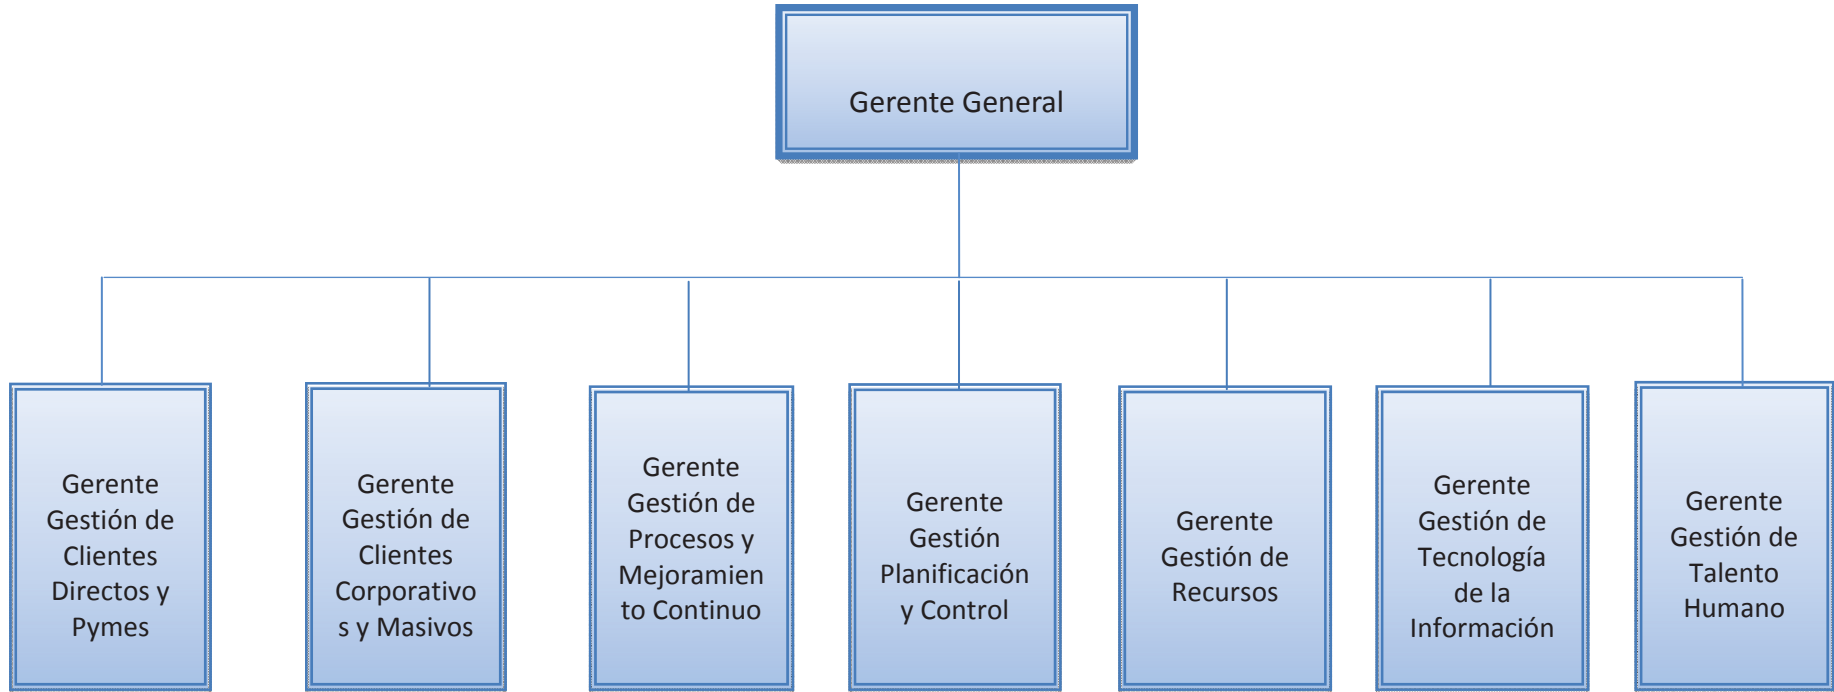 Gerente General
Gerente
Gestión de
Clientes
Directos y
Pymes
Gerente
Gestión de
Clientes
Corporativo
s y Masivos
Gerente
Gestión de
Procesos y
Mejoramien
to Continuo
Gerente
Gestión
Planificación
y Control
Gerente
Gestión de
Recursos
Gerente
Gestión de
Tecnología
de la
Información
Gerente
Gestión de
Talento
Humano